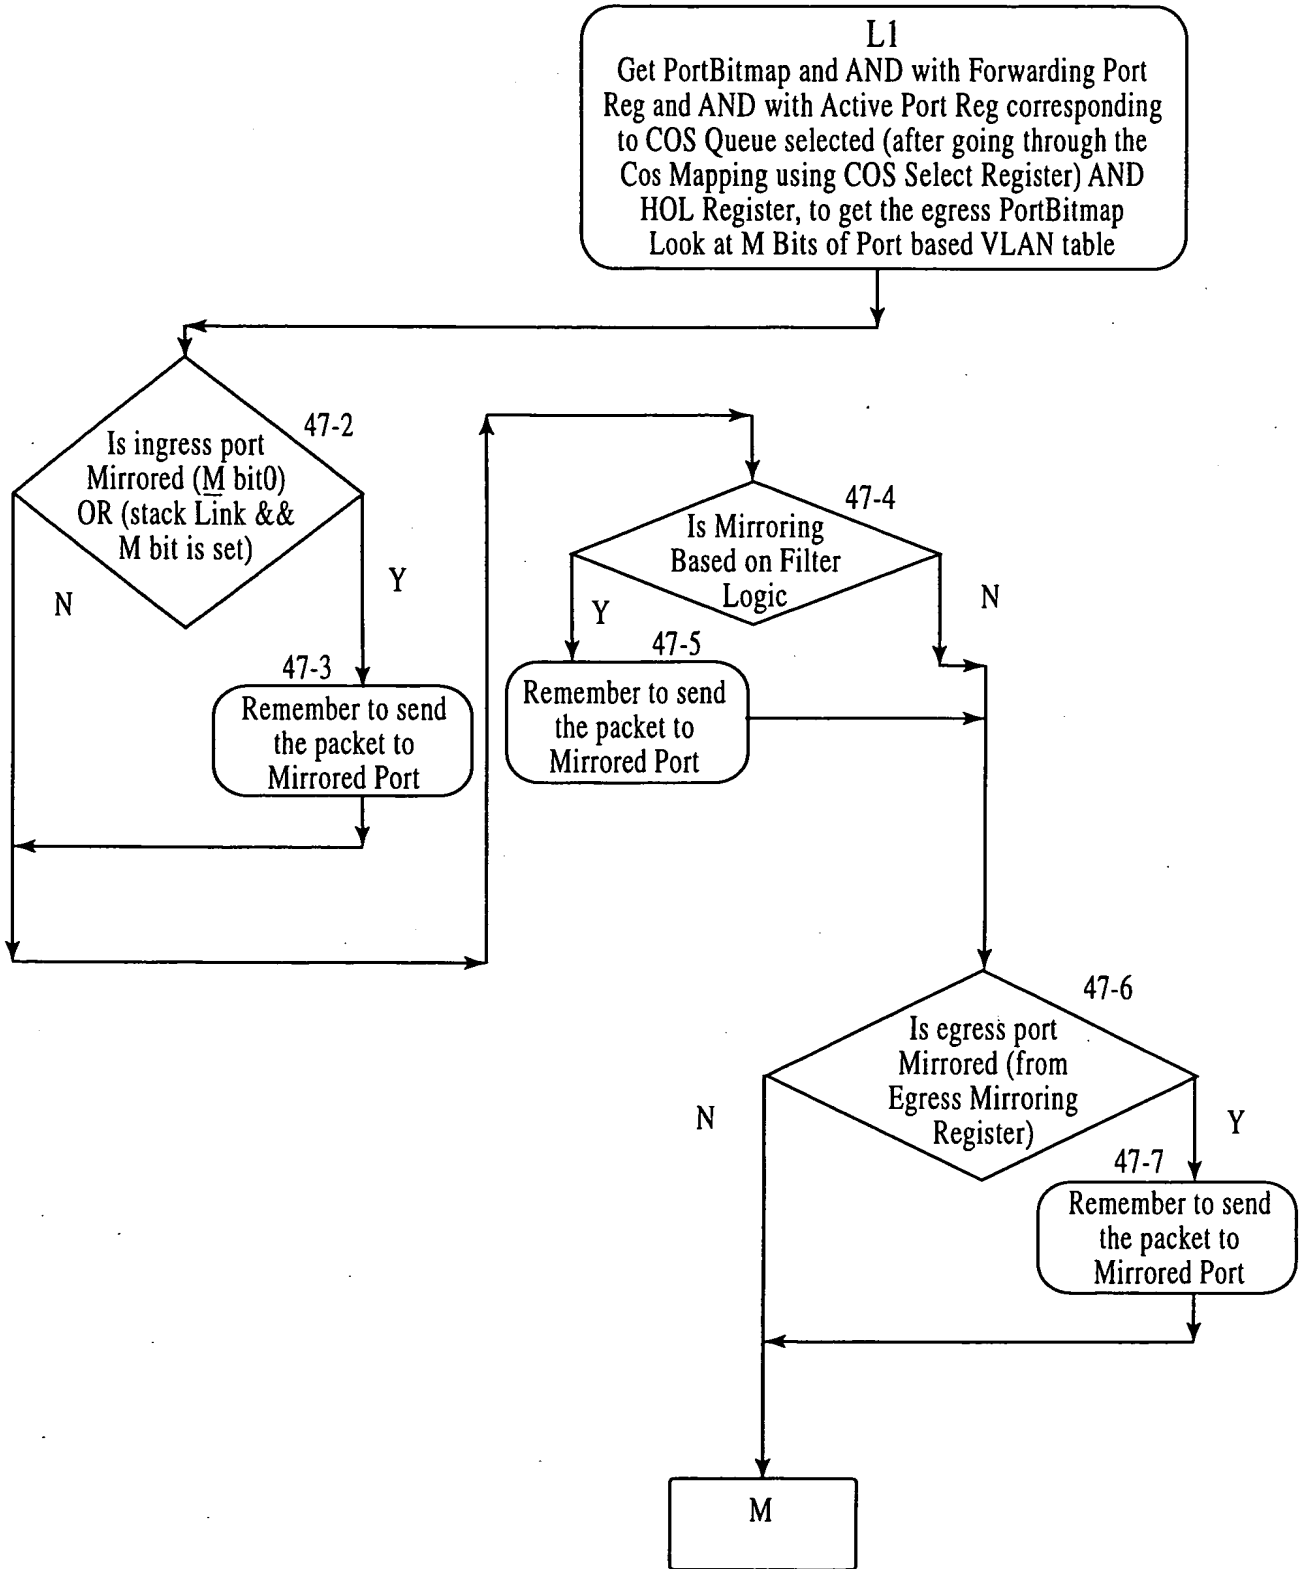 L1
Get PortBitmap and AND with Forwarding Port
Reg and AND with Active Port Reg corresponding
to COS Queue selected (after going through the
Cos Mapping using COS Select Register) AND
HOL Register, to get the egress PortBitmap
Look at M Bits of Port based VLAN table
47-2
Is ingress port
Mirrored (M bit0)
OR (stack Link &&
M bit is set)
N
Y
47-3
Remember to send
the packet to
Mirrored Port
47-4
Is Mirroring
Based on Filter
Logic
Y
N
47-5
Remember to send
the packet to
Mirrored Port
47-6
Is egress port
Mirrored (from
Egress Mirroring
Register)
N
Y
47-7
Remember to send
the packet to
Mirrored Port
M